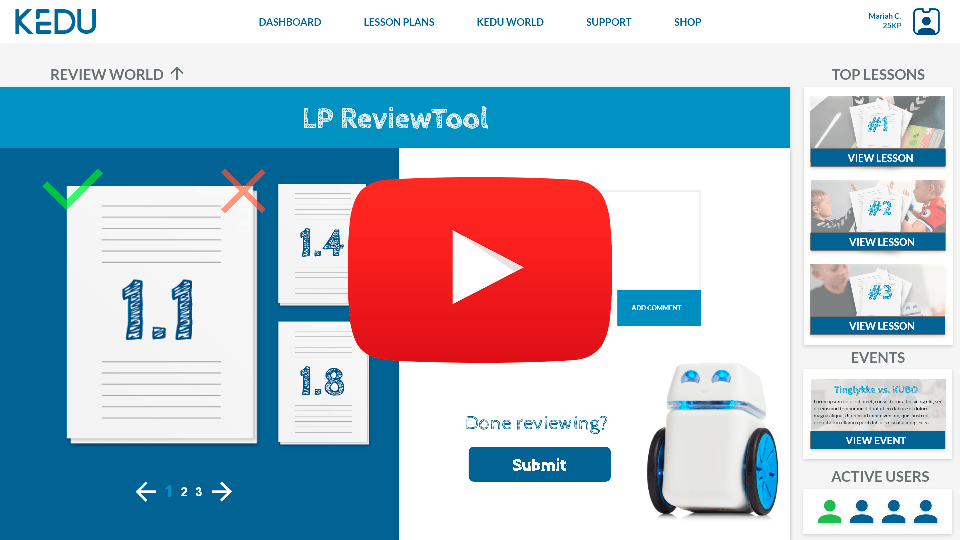 KEDU
DASHBOARD
LESSON PLANS
KEDU WORLD
SUPPORT
SHOP
Mariah C.
25KP
REVIEW WORLD
LP ReviewTool
1.1
1.4
1.8
1 2 3
ADD COMMENT
Done reviewing?
Submit
TOP LESSONS
#1
VIEW LESSON
#2
VIEW LESSON
#3
VIEW LESSON
EVENTS
Tinglykke vs. KUBO
VIEW EVENT
ACTIVE USERS